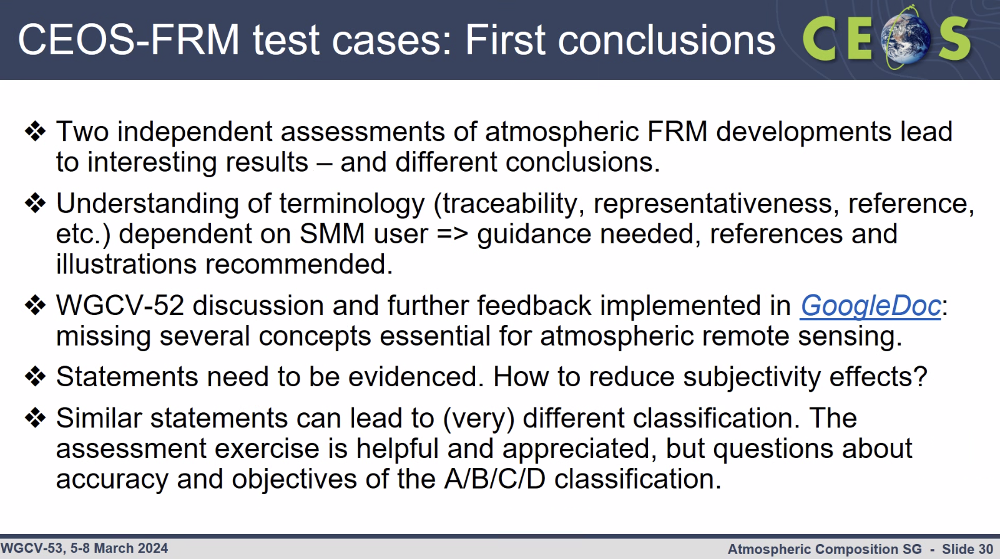 CEOS-FRM test cases: First conclusions
CEOS
❖ Two independent assessments of atmospheric FRM developments lead
to interesting results – and different conclusions.
❖ Understanding of terminology (traceability, representativeness, reference,
etc.) dependent on SMM user => guidance needed, references and
illustrations recommended.
❖ WGCV-52 discussion and further feedback implemented in GoogleDoc:
missing several concepts essential for atmospheric remote sensing.
❖ Statements need to be evidenced. How to reduce subjectivity effects?
❖ Similar statements can lead to (very) different classification. The
assessment exercise is helpful and appreciated, but questions about
accuracy and objectives of the A/B/C/D classification.
WGCV-53, 5-8 March 2024
Atmospheric Composition SG - Slide 30